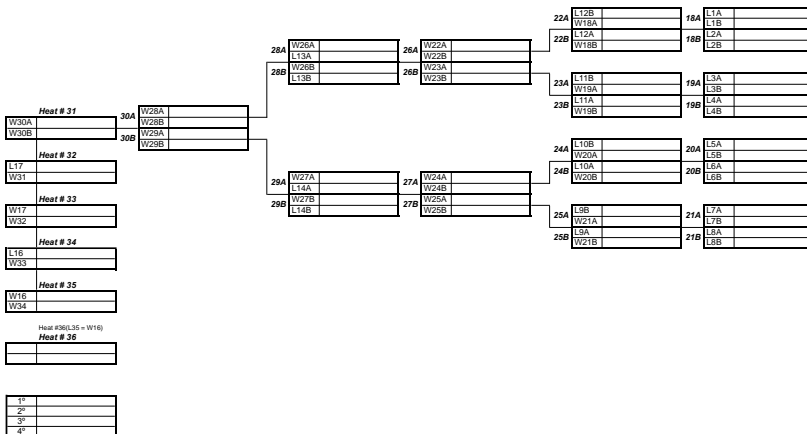 22A L12B
W18A
22B L12A
W18B
18A L1A
L1B
18B L2A
L2B
28A W26A
L13A
28B W26B
L13B
26A W22A
W22B
26B W23A
W23B
23A L11B
W19A
23B L11A
W19B
19A L3A
L3B
19B L4A
L4B
Heat # 31
W30A
W30B
30A W28A
W28B
30B W29A
W29B
24A L10B
W20A
24B L10A
W20B
20A L5A
L5B
20B L6A
L6B
Heat # 32
L17
W31
29A W27A
L14A
29B W27B
L14B
27A W24A
W24B
27B W25A
W25B
25A L9B
W21A
25B L9A
W21B
21A L7A
L7B
21B L8A
L8B
Heat # 33
W17
W32
Heat # 34
L16
W33
Heat # 35
W16
W34
Heat #36(L35 = W16)
Heat # 36
1º
2º
3º
4º